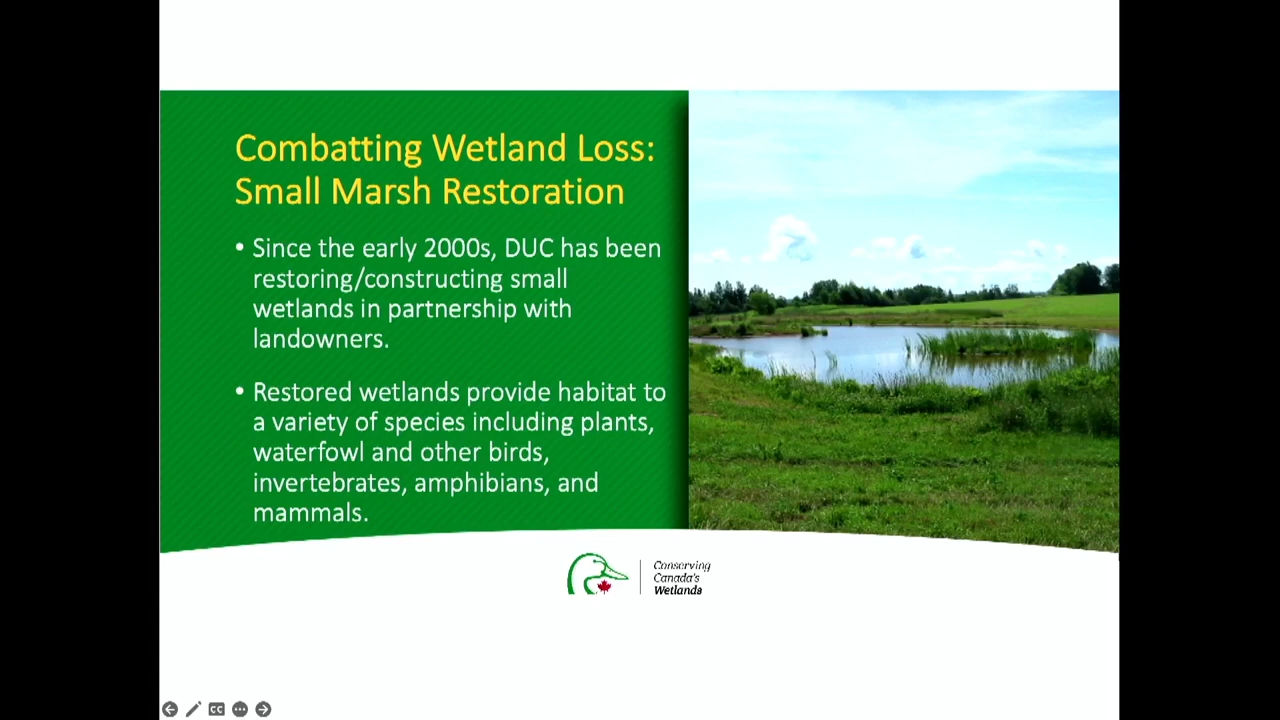 Combatting Wetland Loss:
Small Marsh Restoration
• Since the early 2000s, DUC has been
restoring/constructing small
wetlands in partnership with
landowners.
• Restored wetlands provide habitat to
a variety of species including plants,
waterfowl and other birds,
invertebrates, amphibians, and
mammals.
Conserving
Canada's
Wetlands
CC